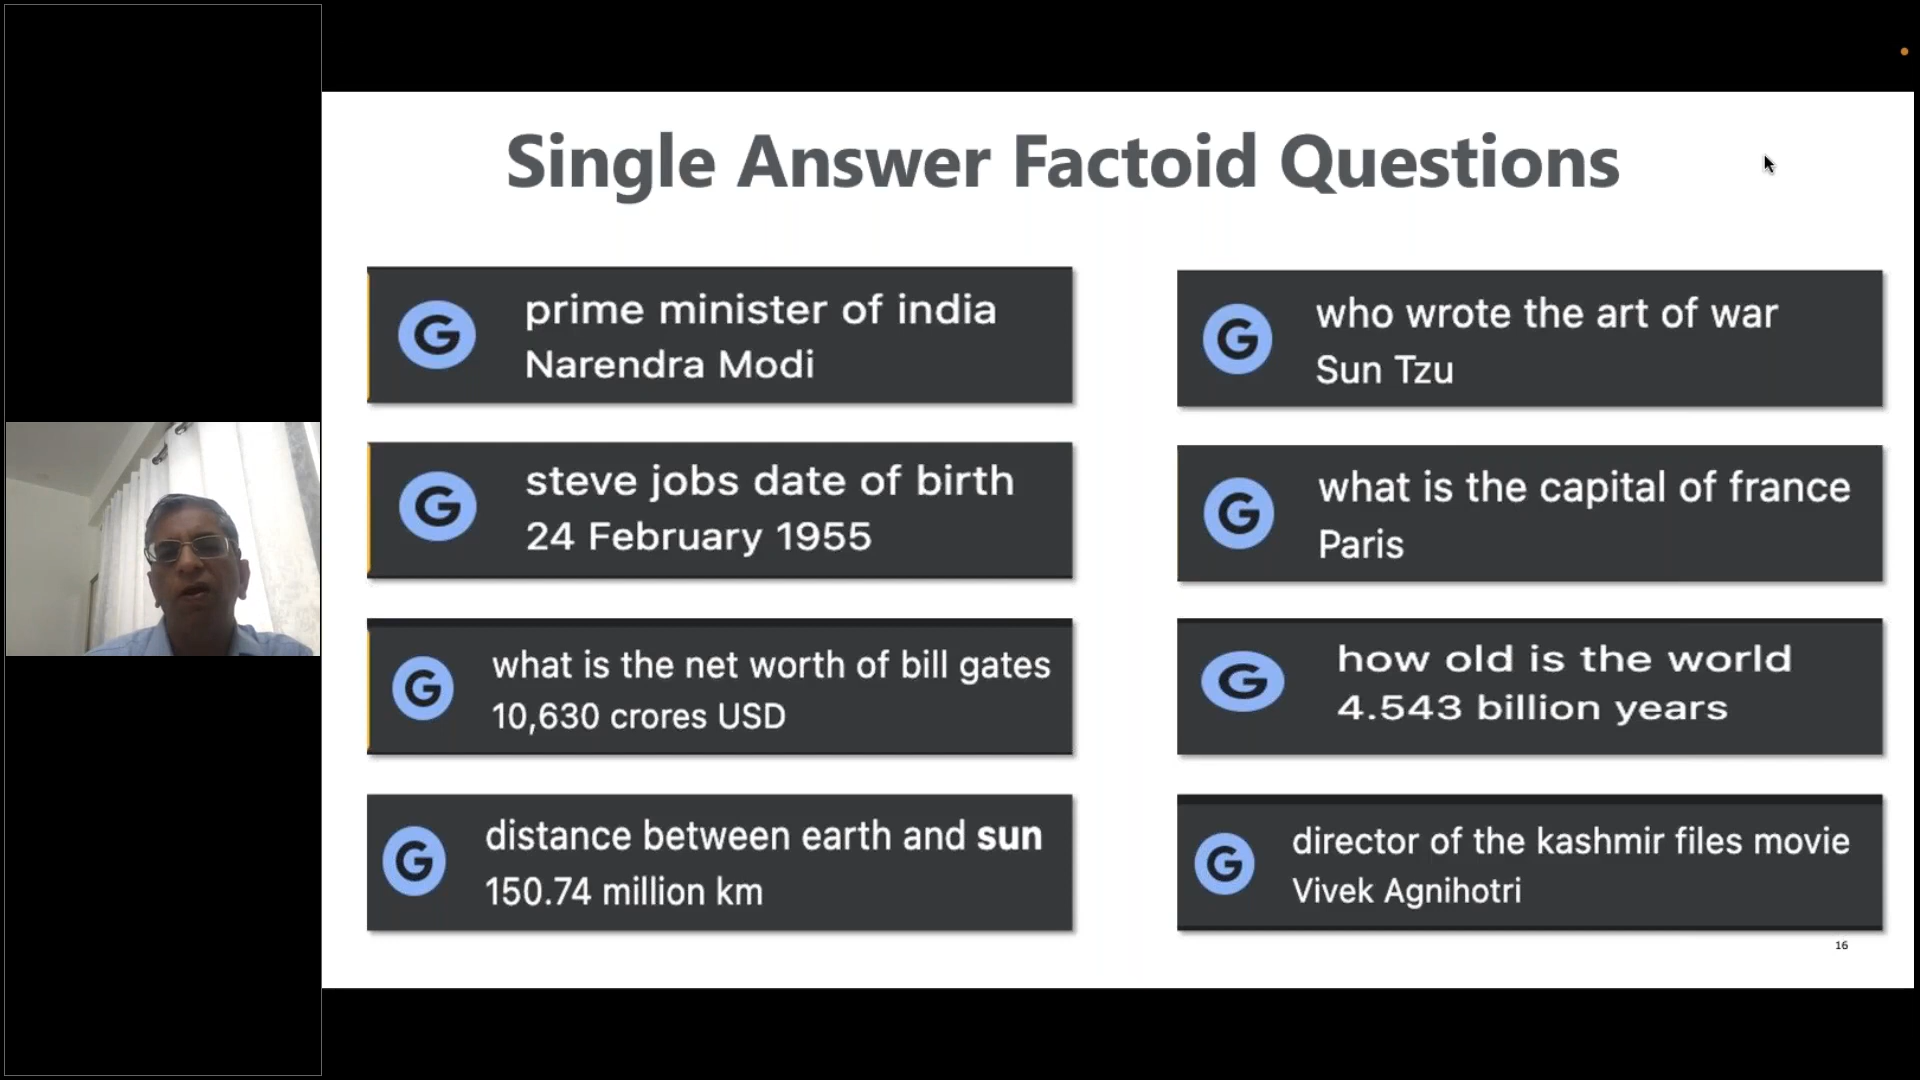 Single Answer Factoid Questions
G prime minister of india
Narendra Modi
G who wrote the art of war
Sun Tzu
G steve jobs date of birth
24 February 1955
G what is the capital of france
Paris
G what is the net worth of bill gates
10,630 crores USD
G how old is the world
4.543 billion years
G distance between earth and sun
150.74 million km
G director of the kashmir files movie
Vivek Agnihotri
16